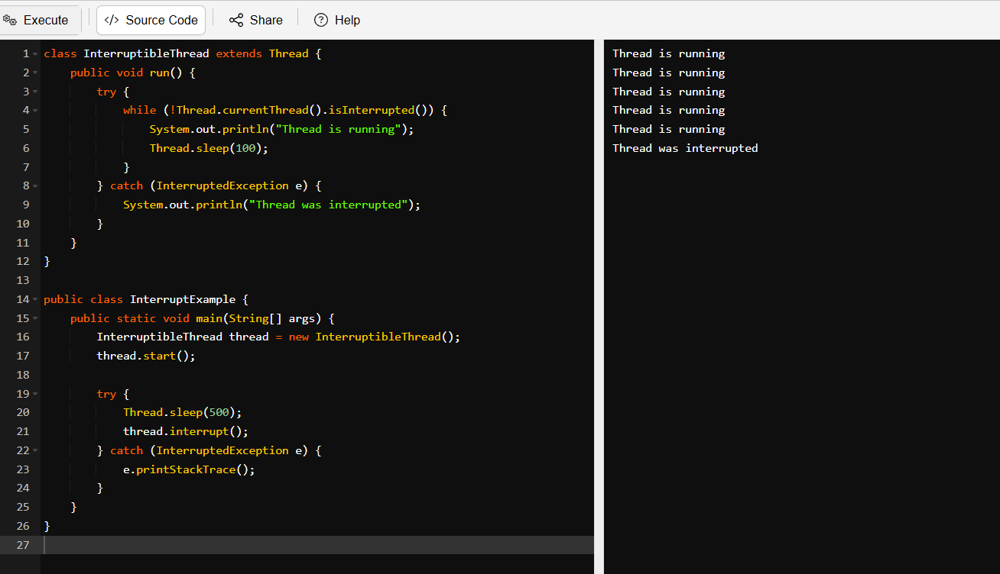 Execute
</> Source Code
Share
? Help
1 class InterruptibleThread extends Thread {
2     public void run() {
3         try {
4             while (!Thread.currentThread().isInterrupted()) {
5                 System.out.println("Thread is running");
6                 Thread.sleep(100);
7             }
8         } catch (InterruptedException e) {
9             System.out.println("Thread was interrupted");
10         }
11     }
12 }
13
14 public class InterruptExample {
15     public static void main(String[] args) {
16         InterruptibleThread thread = new InterruptibleThread();
17         thread.start();
18
19         try {
20             Thread.sleep(500);
21             thread.interrupt();
22         } catch (InterruptedException e) {
23             e.printStackTrace();
24         }
25     }
26 }
27
Thread is running
Thread is running
Thread is running
Thread is running
Thread is running
Thread was interrupted